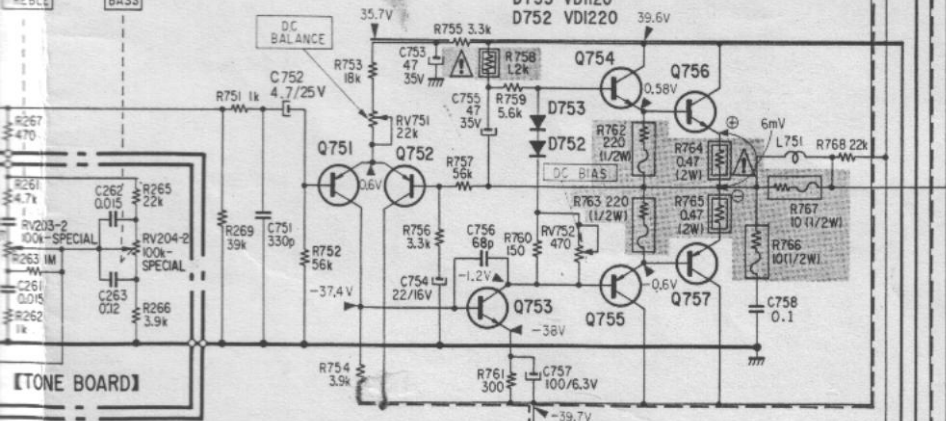 BASS
D752 VD1220
35.7V
R755 3.3k
39.6V
DC
BALANCE
R753
18k
C753
47
35V
R758
1.2k
Q754
Q756
C752
4.7/25V
R751 1k
C755
47
35V
R759
5.6k
D753
0.58V
6mV
R267
470
RV751
22k
D752
R762
220
(1/2W)
R764
0.47
(2W)
L751
R768 22k
Q751
Q752
0.6V
R757
56k
DC BIAS
R261
4.7k
C262
0.015
R265
22k
R763 220
(1/2W)
R765
0.47
(2W)
R767
10 (1/2W)
RV203-2
100k-SPECIAL
RV204-2
100k-
SPECIAL
R269
39k
C751
330p
R752
56k
R756
3.3k
C756
68p
R760
150
RV752
470
R766
10(1/2W)
R263 1M
C261
0.015
C263
0.12
C754
22/16V
-1.2V
-37.4V
Q753
-0.6V
Q755
Q757
R262
R266
3.9k
-38V
C758
0.1
[TONE BOARD]
R754
3.9k
R761
300
C757
100/6.3V
-39.7V